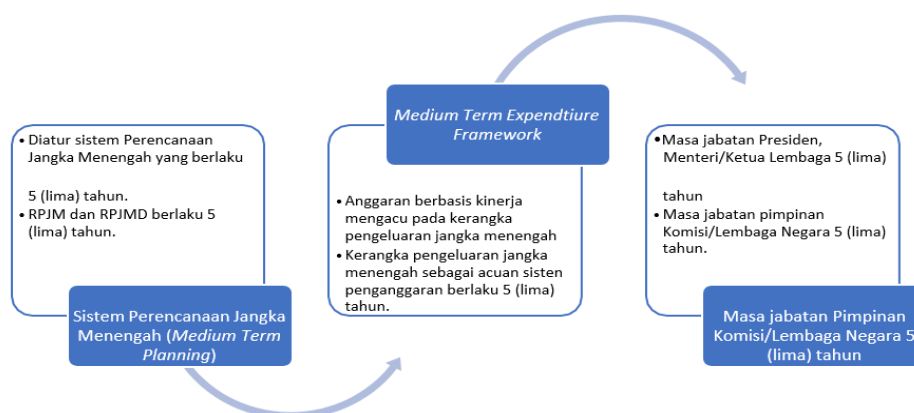 • Diatur sistem Perencanaan
Jangka Menengah yang berlaku
5 (lima) tahun.
• RPJM dan RPJMD berlaku 5
(lima) tahun.
Sistem Perencanaan Jangka
Menengah (Medium Term
Planning)
Medium Term Expendtiure
Framework
• Anggaran berbasis kinerja
mengacu pada kerangka
pengeluaran jangka menengah
• Kerangka pengeluaran jangka
menengah sebagai acuan sisten
penganggaran berlaku 5 (lima)
tahun.
•Masa jabatan Presiden,
Menteri/Ketua Lembaga 5 (lima)
tahun
• Masa jabatan pimpinan
Komisi/Lembaga Negara 5 (lima)
tahun.
Masa jabatan Pimpinan
Komisi/Lembaga Negara 5
(lima) tahun